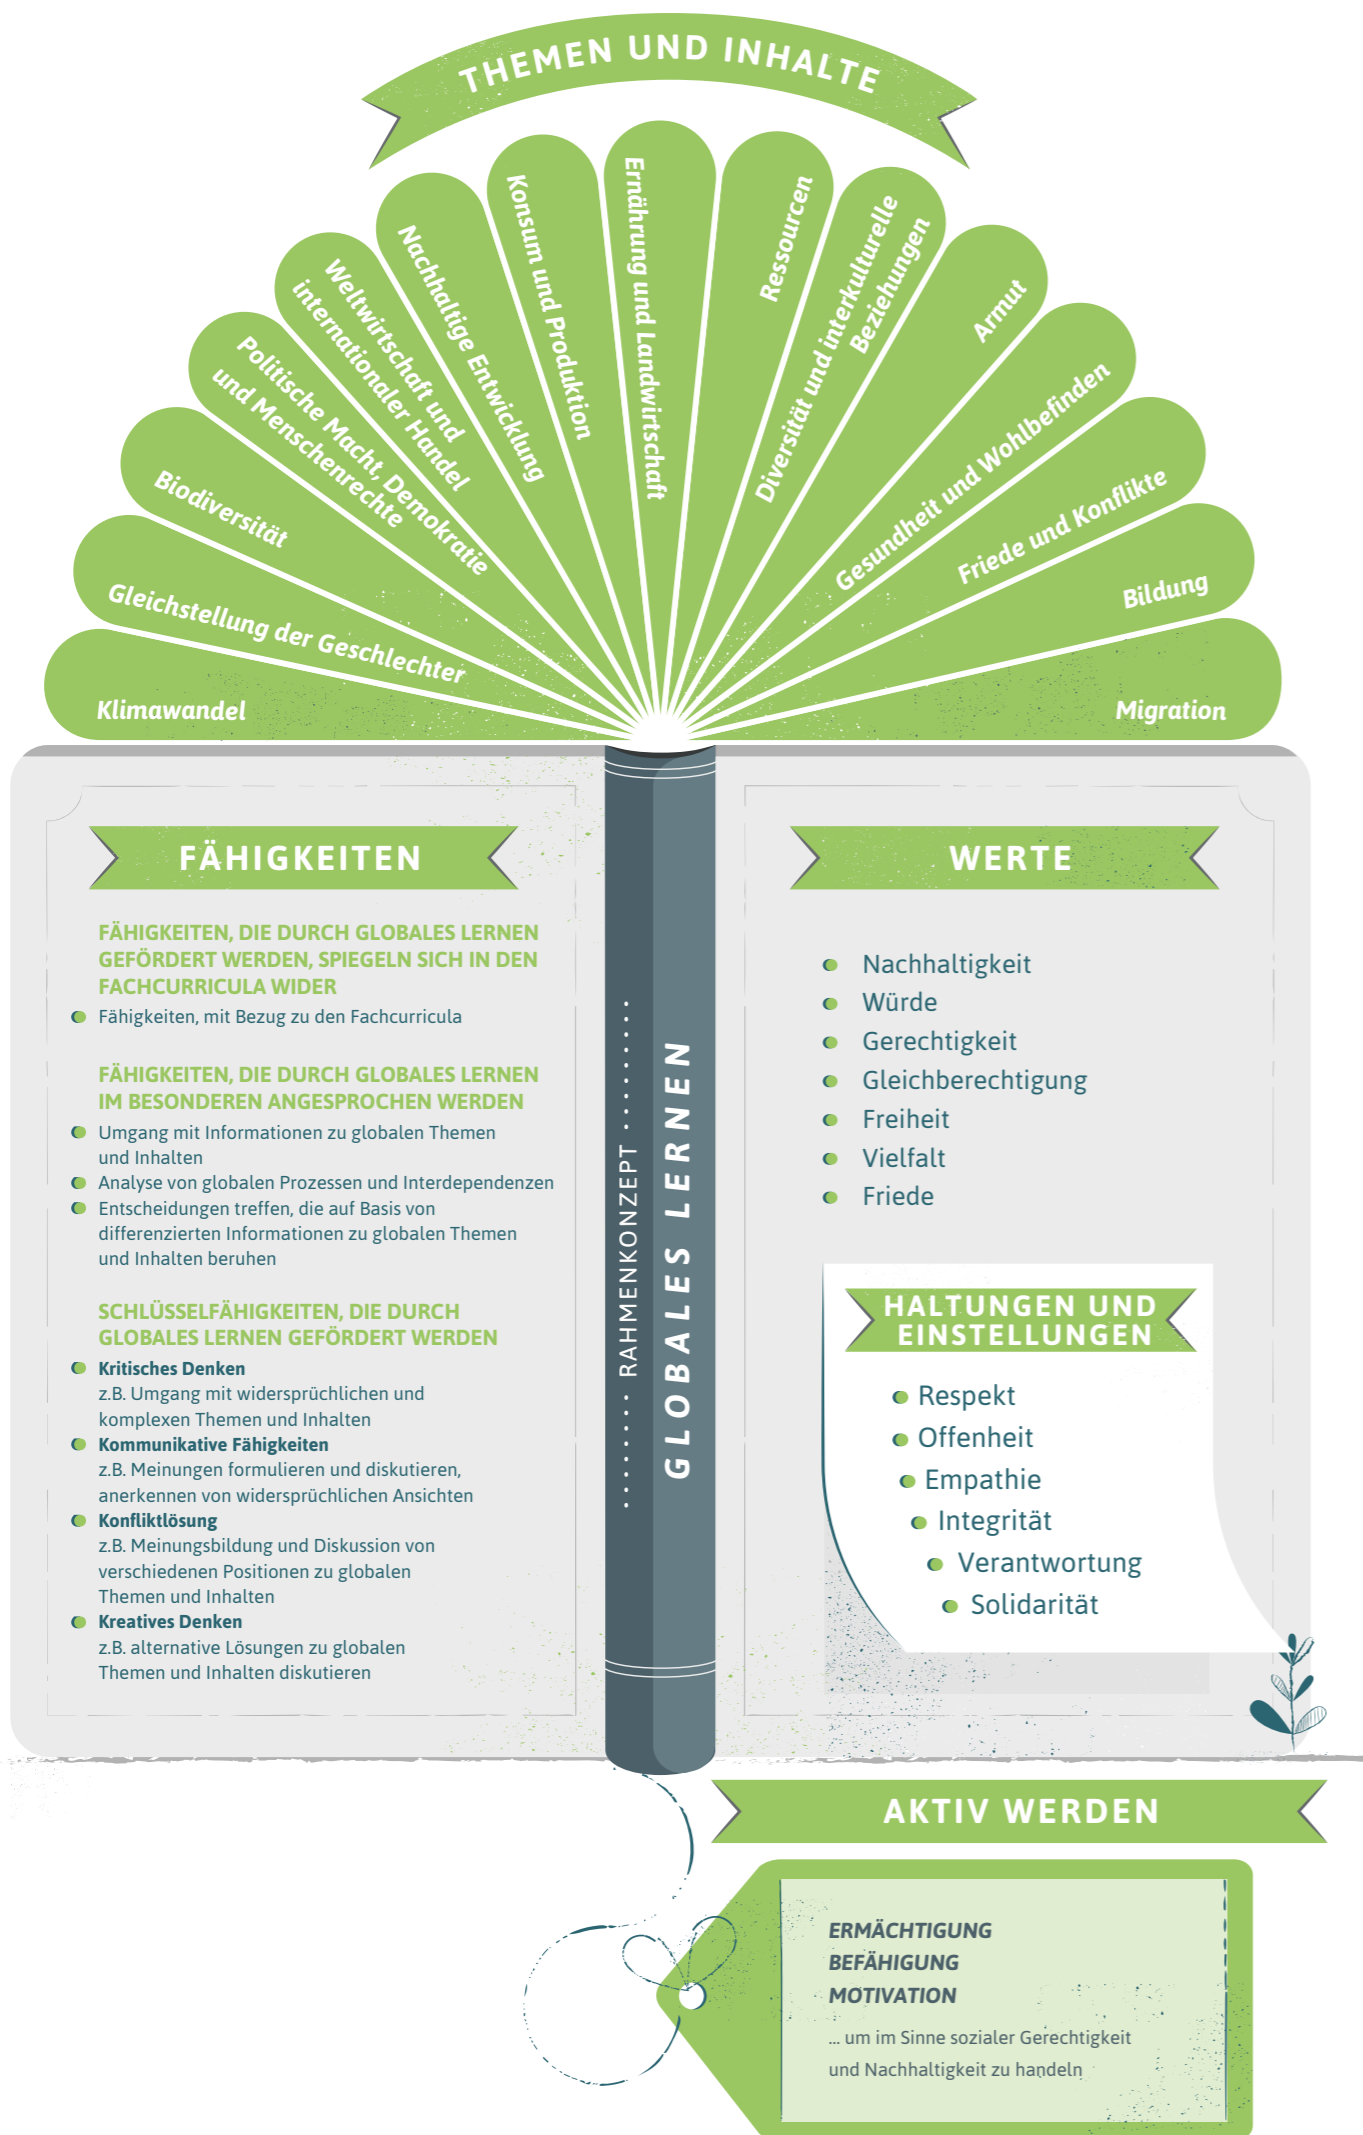 THEMEN UND INHALTE
Klimawandel
Gleichstellung der Geschlechter
Biodiversität
Politische Macht, Demokratie
und Menschenrechte
Weltwirtschaft und
internationaler Handel
Nachhaltige Entwicklung
Konsum und Produktion
Ernährung und Landwirtschaft
Ressourcen
Diversität und interkulturelle
Beziehungen
Armut
Gesundheit und Wohlbefinden
Friede und Konflikte
Bildung
Migration
FÄHIGKEITEN
FÄHIGKEITEN, DIE DURCH GLOBALES LERNEN
GEFÖRDERT WERDEN, SPIEGELN SICH IN DEN
FACHCURRICULA WIDER
Fähigkeiten, mit Bezug zu den Fachcurricula
FÄHIGKEITEN, DIE DURCH GLOBALES LERNEN
IM BESONDEREN ANGESPROCHEN WERDEN
Umgang mit Informationen zu globalen Themen
und Inhalten
Analyse von globalen Prozessen und Interdependenzen
Entscheidungen treffen, die auf Basis von
differenzierten Informationen zu globalen Themen
und Inhalten beruhen
SCHLÜSSELFÄHIGKEITEN, DIE DURCH
GLOBALES LERNEN GEFÖRDERT WERDEN
Kritisches Denken
z.B. Umgang mit widersprüchlichen und
komplexen Themen und Inhalten
Kommunikative Fähigkeiten
z.B. Meinungen formulieren und diskutieren,
anerkennen von widersprüchlichen Ansichten
Konfliktlösung
z.B. Meinungsbildung und Diskussion von
verschiedenen Positionen zu globalen
Themen und Inhalten
Kreatives Denken
z.B. alternative Lösungen zu globalen
Themen und Inhalten diskutieren
RAHMENKONZEPT
GLOBALES LERNEN
WERTE
Nachhaltigkeit
Würde
Gerechtigkeit
Gleichberechtigung
Freiheit
Vielfalt
Friede
HALTUNGEN UND
EINSTELLUNGEN
Respekt
Offenheit
Empathie
Integrität
Verantwortung
Solidarität
AKTIV WERDEN
ERMÄCHTIGUNG
BEFÄHIGUNG
MOTIVATION
... um im Sinne sozialer Gerechtigkeit
und Nachhaltigkeit zu handeln